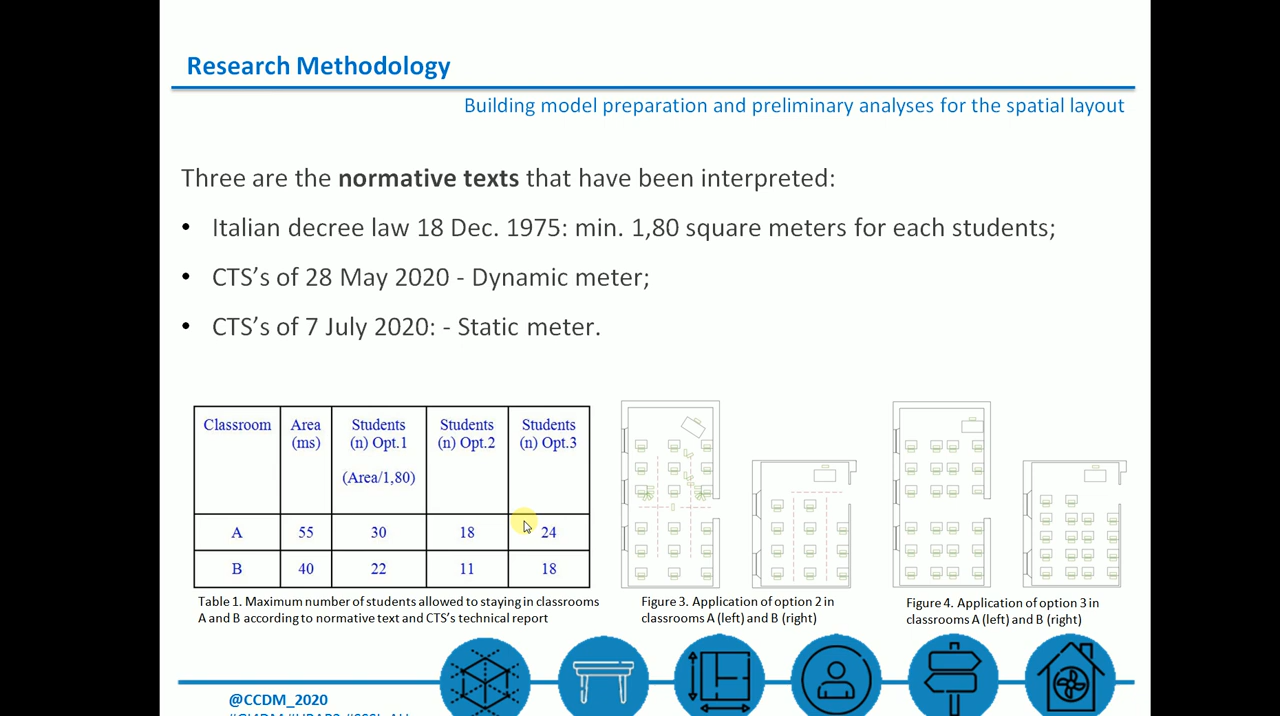 Research Methodology
Building model preparation and preliminary analyses for the spatial layout
Three are the normative texts that have been interpreted:
• Italian decree law 18 Dec. 1975: min. 1,80 square meters for each students;
• CTS's of 28 May 2020 - Dynamic meter;
• CTS's of 7 July 2020: - Static meter.
Classroom Area (ms) Students (n) Opt.1 (Area/1,80) Students (n) Opt.2 Students (n) Opt.3
A 55 30 18 24
B 40 22 11 18
Table 1. Maximum number of students allowed to staying in classrooms
A and B according to normative text and CTS's technical report
Figure 3. Application of option 2 in
classrooms A (left) and B (right)
Figure 4. Application of option 3 in
classrooms A (left) and B (right)
@CCDM_2020